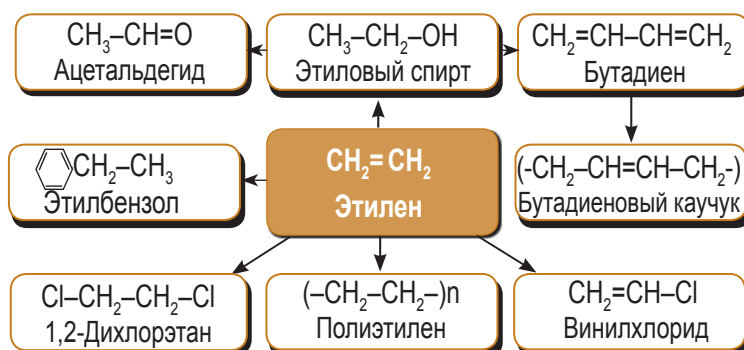 CH₃–CH=O
Ацетальдегид
CH₃–CH₂–OH
Этиловый спирт
CH₂=CH–CH=CH₂
Бутадиен
CH₂–CH₃
Этилбензол
CH₂=CH₂
Этилен
(-CH₂–CH=CH–CH₂-)
Бутадиеновый каучук
Cl–CH₂–CH₂–Cl
1,2-Дихлорэтан
(–CH₂–CH₂–)n
Полиэтилен
CH₂=CH–Cl
Винилхлорид